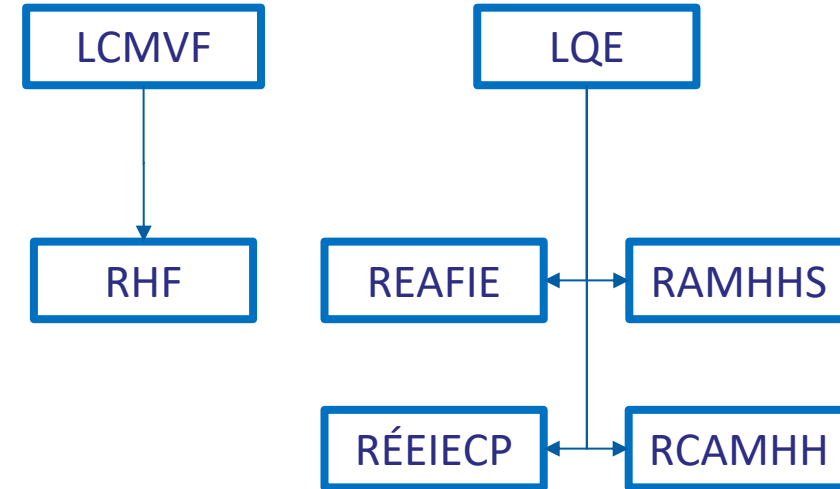 LCMVF
LQE
RHF
REAFIE
RAMHHS
RÉEIECP
RCAMHH